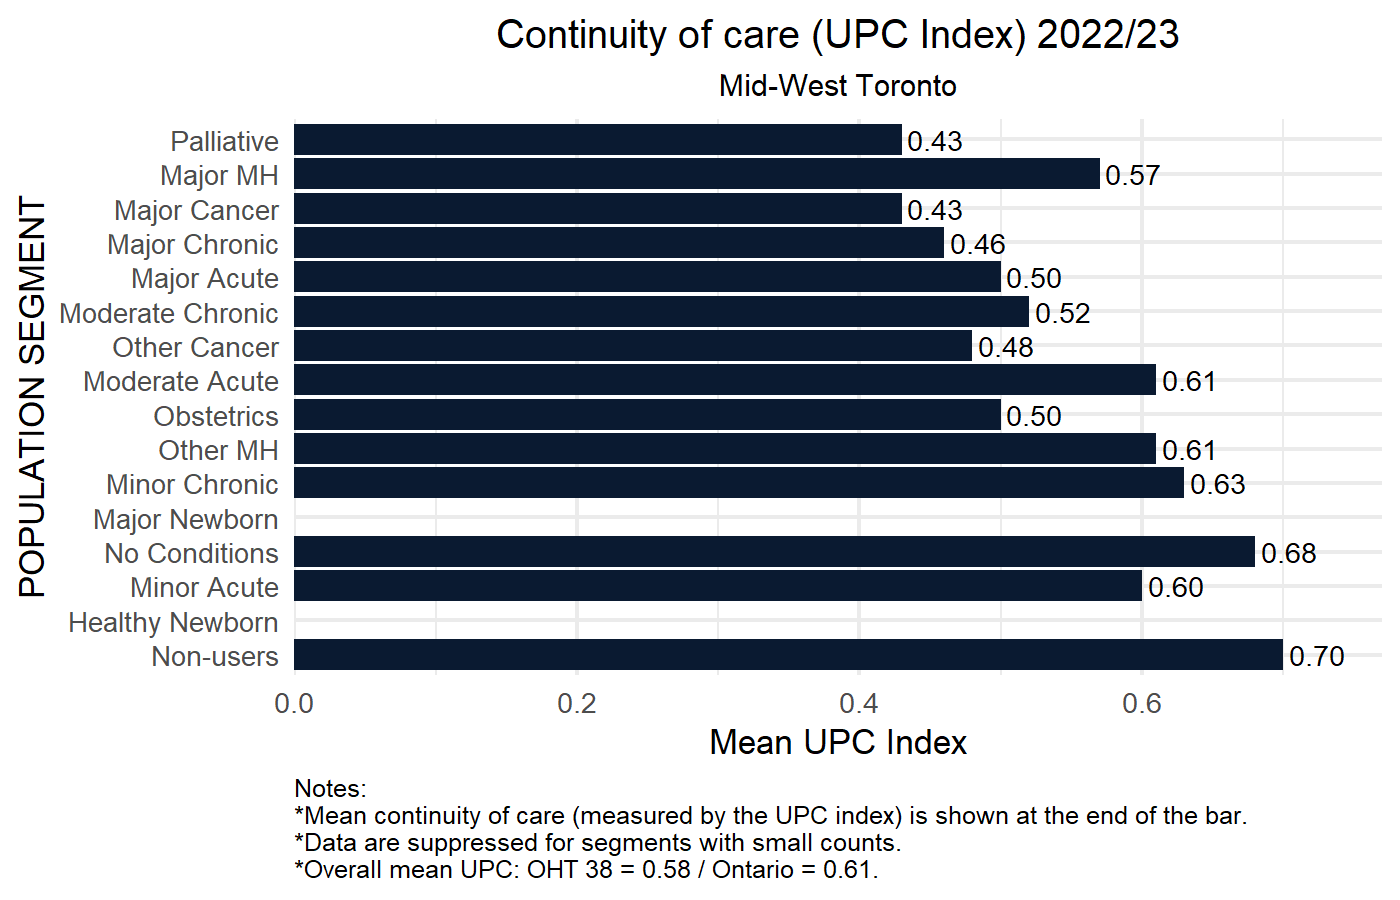 Continuity of care (UPC Index) 2022/23
Mid-West Toronto
POPULATION SEGMENT
Palliative 0.43
Major MH 0.57
Major Cancer 0.43
Major Chronic 0.46
Major Acute 0.50
Moderate Chronic 0.52
Other Cancer 0.48
Moderate Acute 0.61
Obstetrics 0.50
Other MH 0.61
Minor Chronic 0.63
Major Newborn
No Conditions 0.68
Minor Acute 0.60
Healthy Newborn
Non-users 0.70
0.0 0.2 0.4 0.6
Mean UPC Index
Notes:
*Mean continuity of care (measured by the UPC index) is shown at the end of the bar.
*Data are suppressed for segments with small counts.
*Overall mean UPC: OHT 38 = 0.58 / Ontario = 0.61.